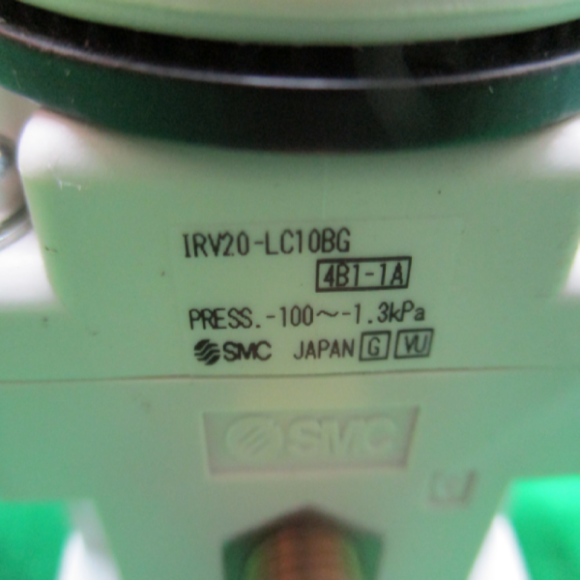 IRV20-LC10BG
4B1-1A
PRESS.-100～-1.3kPa
SMC JAPAN G VU
SMC